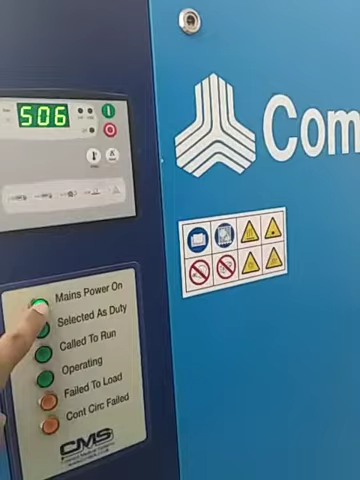 506
Com
Mains Power On
Selected As Duty
Called To Run
Operating
Failed To Load
Cont Circ Failed
CMS